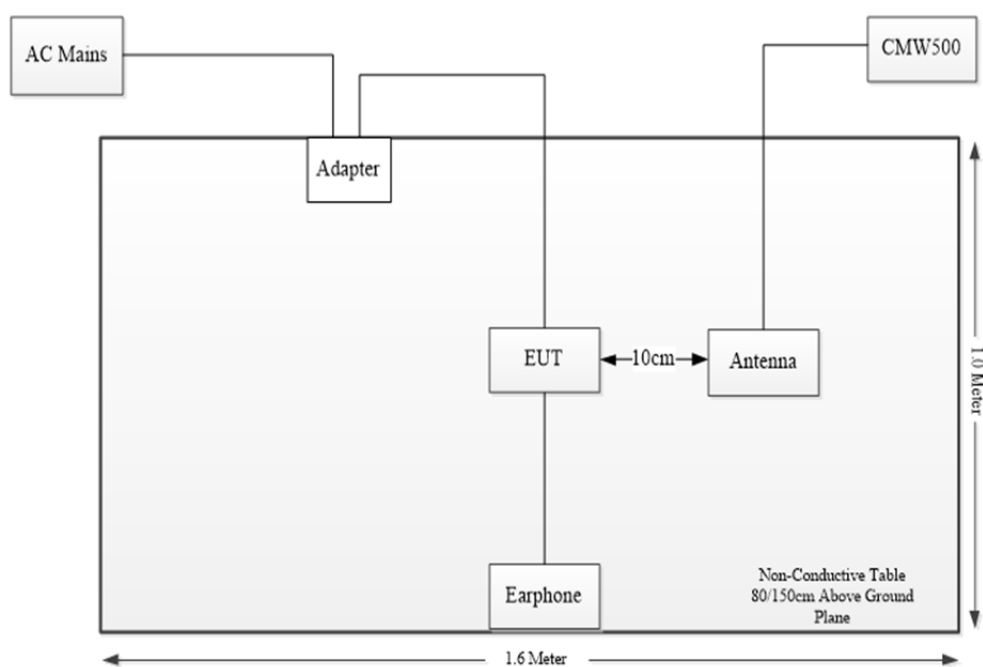 AC Mains
CMW500
Adapter
EUT
10cm
Antenna
1.0 Meter
Earphone
Non-Conductive Table
80/150cm Above Ground
Plane
1.6 Meter